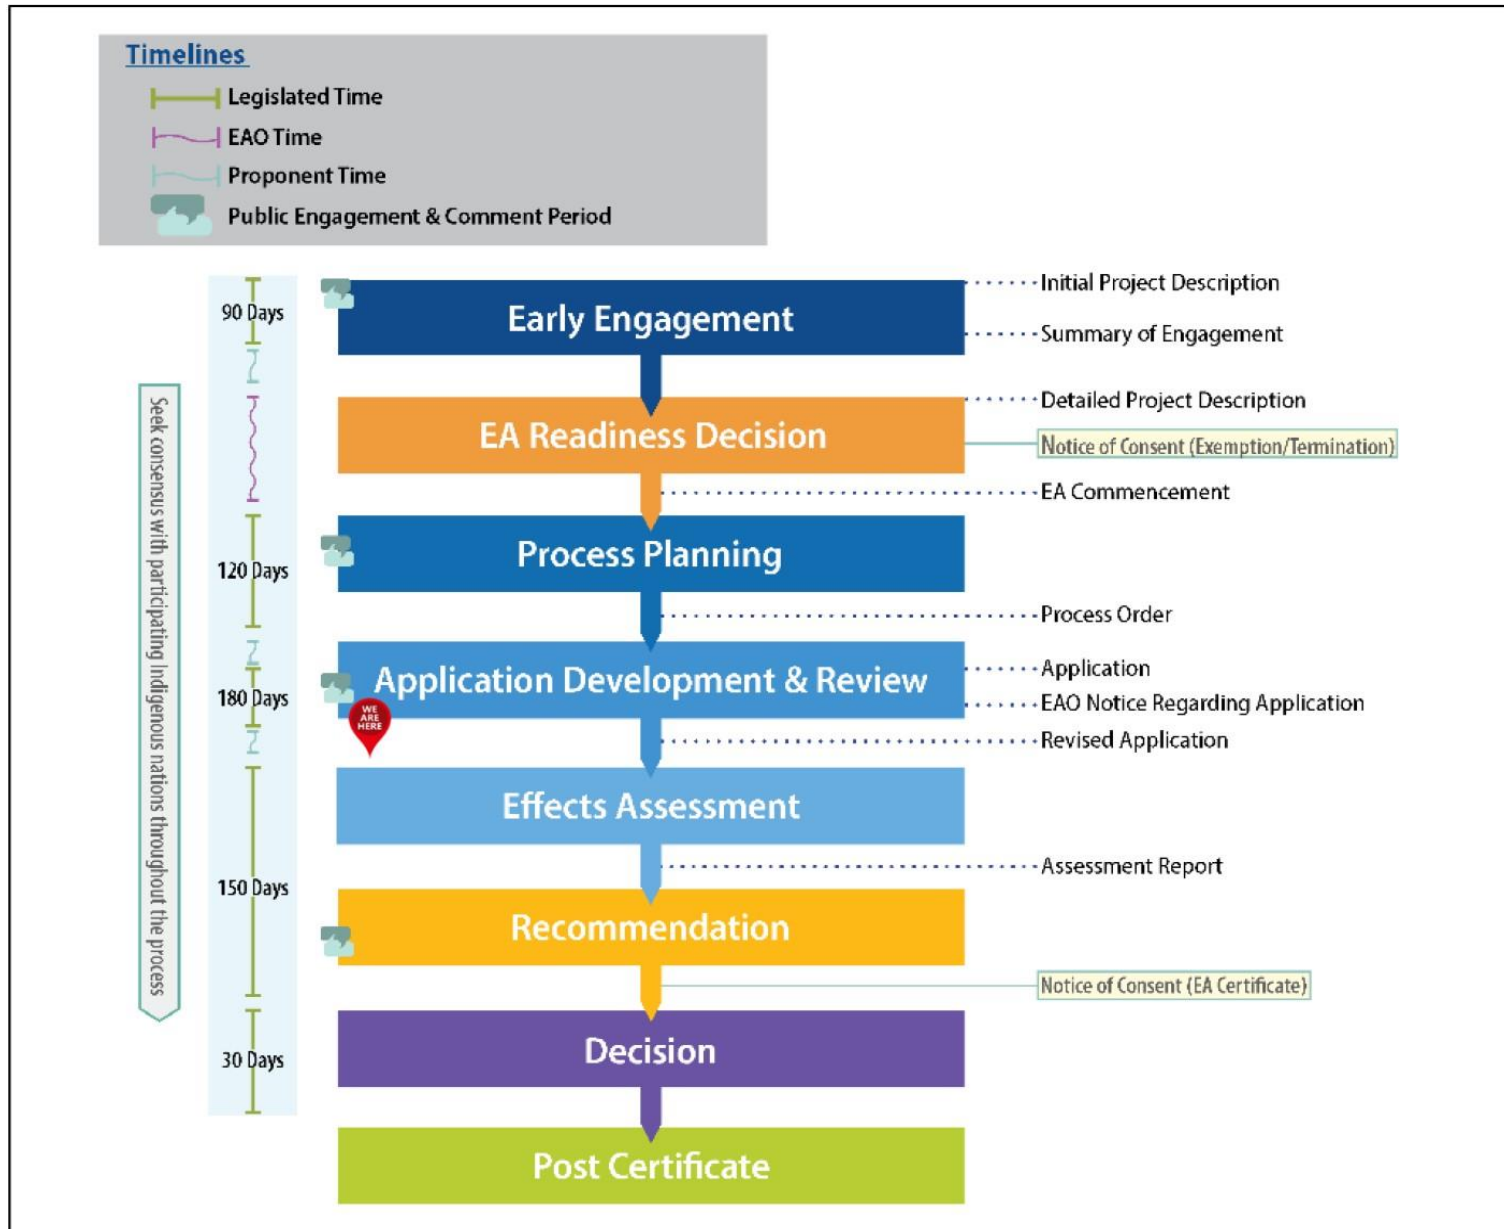 Timelines
Legislated Time
EAO Time
Proponent Time
Public Engagement & Comment Period
Seek consensus with participating Indigenous nations throughout the process
90 Days
Early Engagement
Initial Project Description
Summary of Engagement
EA Readiness Decision
Detailed Project Description
Notice of Consent (Exemption/Termination)
EA Commencement
120 Days
Process Planning
Process Order
180 Days
WE
ARE
HERE
Application Development & Review
Application
EAO Notice Regarding Application
Revised Application
Effects Assessment
150 Days
Assessment Report
Recommendation
Notice of Consent (EA Certificate)
30 Days
Decision
Post Certificate